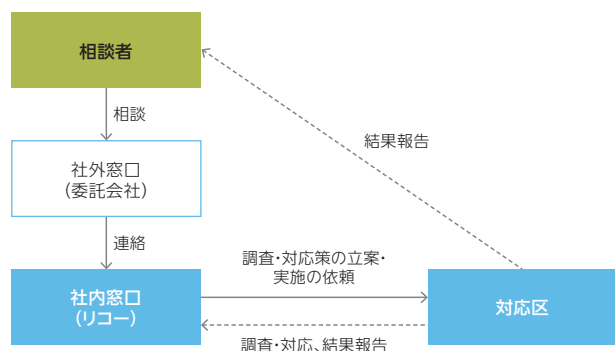 相談者
相談
結果報告
社外窓口
(委託会社)
連絡
調査・対応策の立案・
実施の依頼
社内窓口
(リコー)
対応区
調査・対応、結果報告